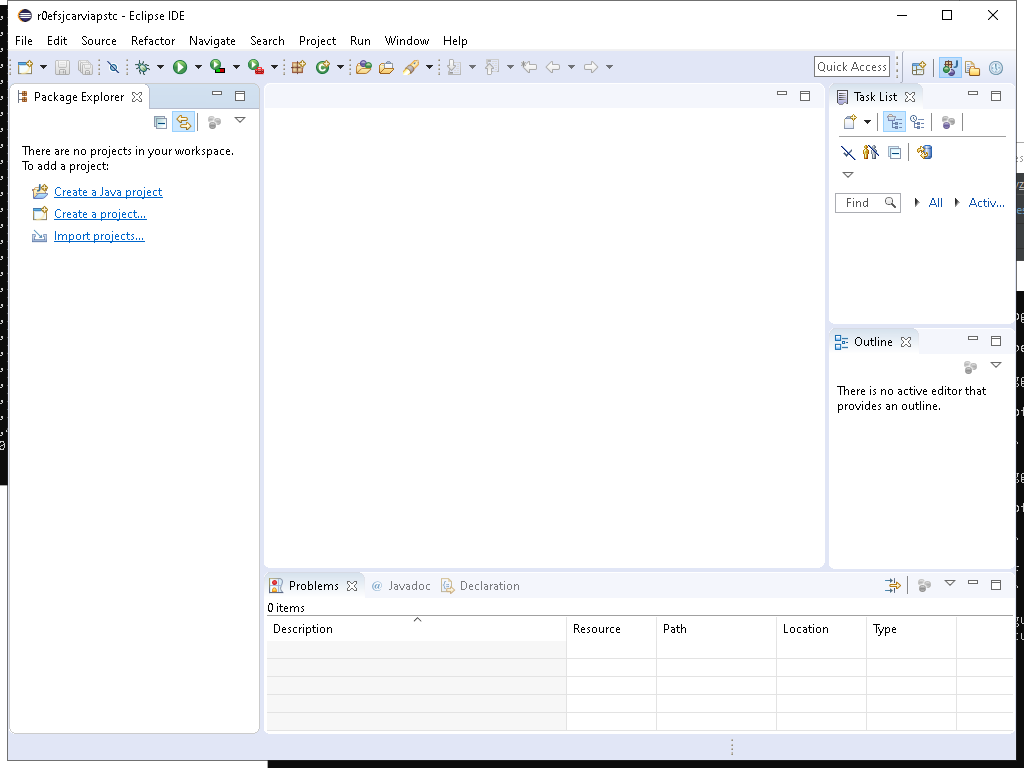 r0efsjcarviapstc - Eclipse IDE
File Edit Source Refactor Navigate Search Project Run Window Help
Quick Access
Package Explorer
There are no projects in your workspace.
To add a project:
Create a Java project
Create a project...
Import projects...
Task List
Find All Activ...
Outline
There is no active editor that
provides an outline.
Problems @ Javadoc Declaration
0 items
Description Resource Path Location Type